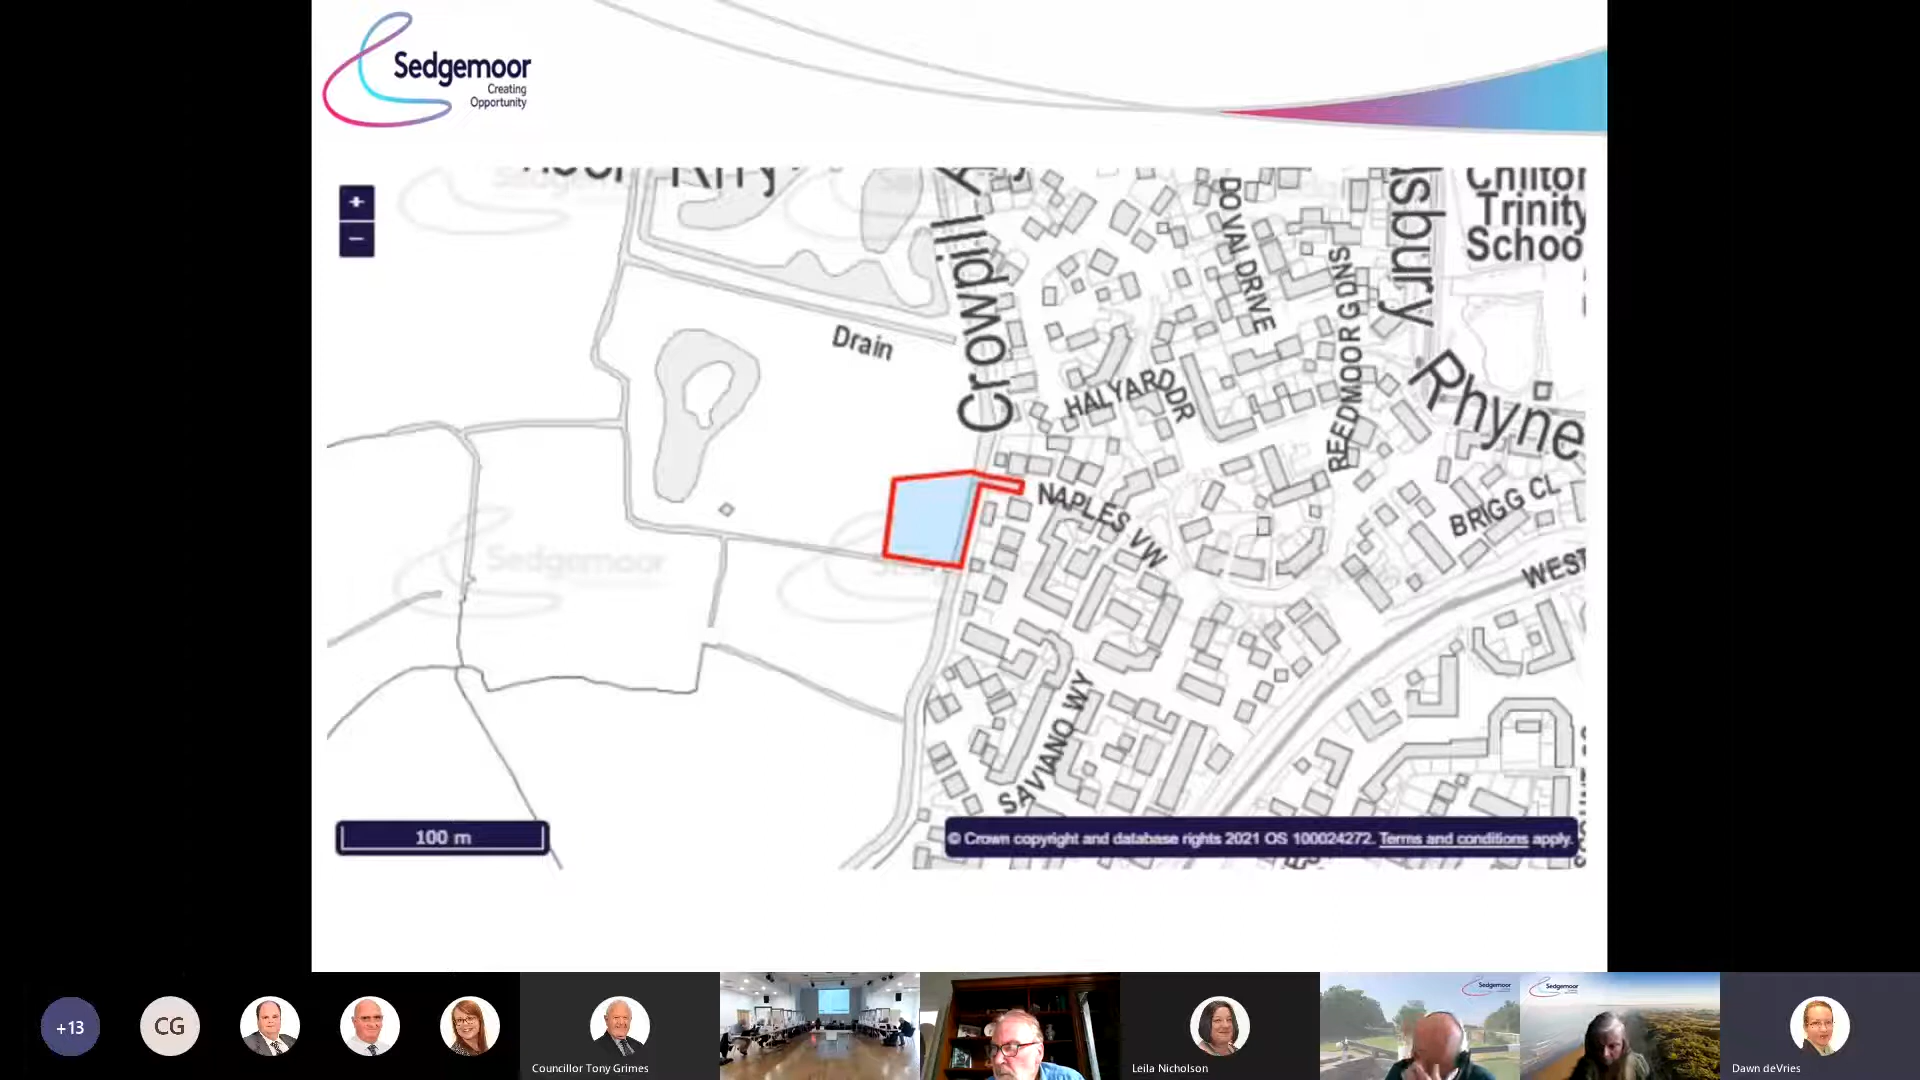 Sedgemoor
Creating
Opportunity
+
−
Drain
Crowpill
DOVAI DRIVE
REEDMOOR GDNS
Chilton
Trinity
Schoo
HALYARD DR
Rhyne
NAPLES VW
BRIGG CL
WEST
SAVIANO WY
100 m
© Crown copyright and database rights 2021 OS 100024272. Terms and conditions apply.
+13
CG
Councillor Tony Grimes
Leila Nicholson
Sedgemoor
Sedgemoor
Dawn deVries